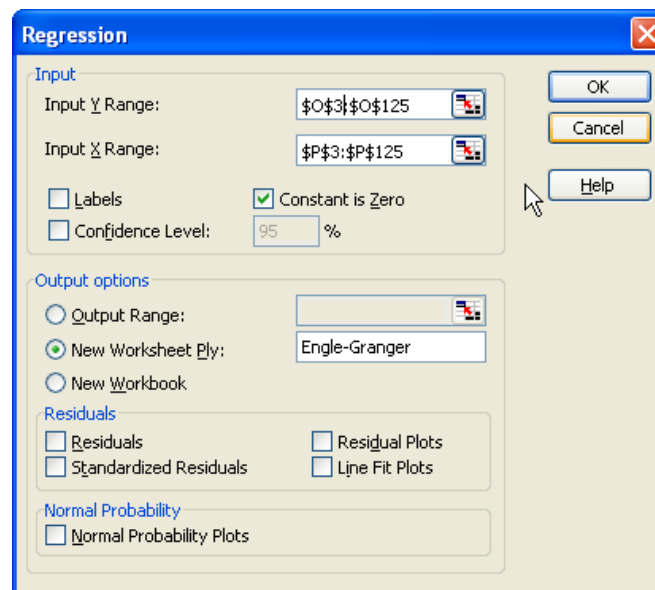 Regression
Input
Input Y Range:
$O$3:$O$125
OK
Cancel
Input X Range:
$P$3:$P$125
Help
Labels
Constant is Zero
Confidence Level:
95
%
Output options
Output Range:
New Worksheet Ply:
Engle-Granger
New Workbook
Residuals
Residuals
Residual Plots
Standardized Residuals
Line Fit Plots
Normal Probability
Normal Probability Plots